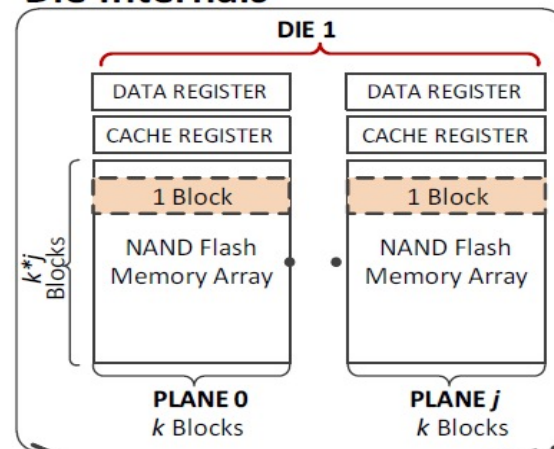 DIE 1
DATA REGISTER
CACHE REGISTER
1 Block
NAND Flash
Memory Array
k*j
Blocks
PLANE 0
k Blocks
DATA REGISTER
CACHE REGISTER
1 Block
NAND Flash
Memory Array
PLANE j
k Blocks